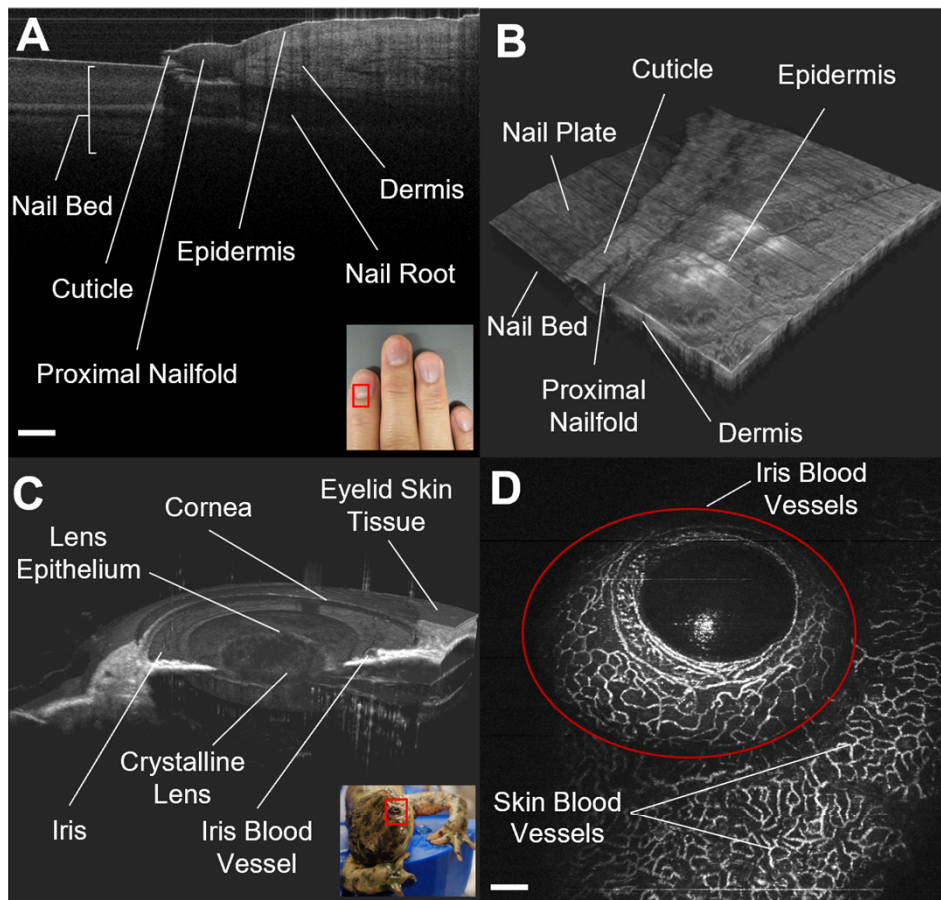 A
Nail Bed
Cuticle
Proximal Nailfold
Epidermis
Dermis
Nail Root
B
Cuticle
Epidermis
Nail Plate
Nail Bed
Proximal
Nailfold
Dermis
C
Cornea
Eyelid Skin
Tissue
Lens
Epithelium
Crystalline
Lens
Iris
Iris Blood
Vessel
D
Iris Blood
Vessels
Skin Blood
Vessels